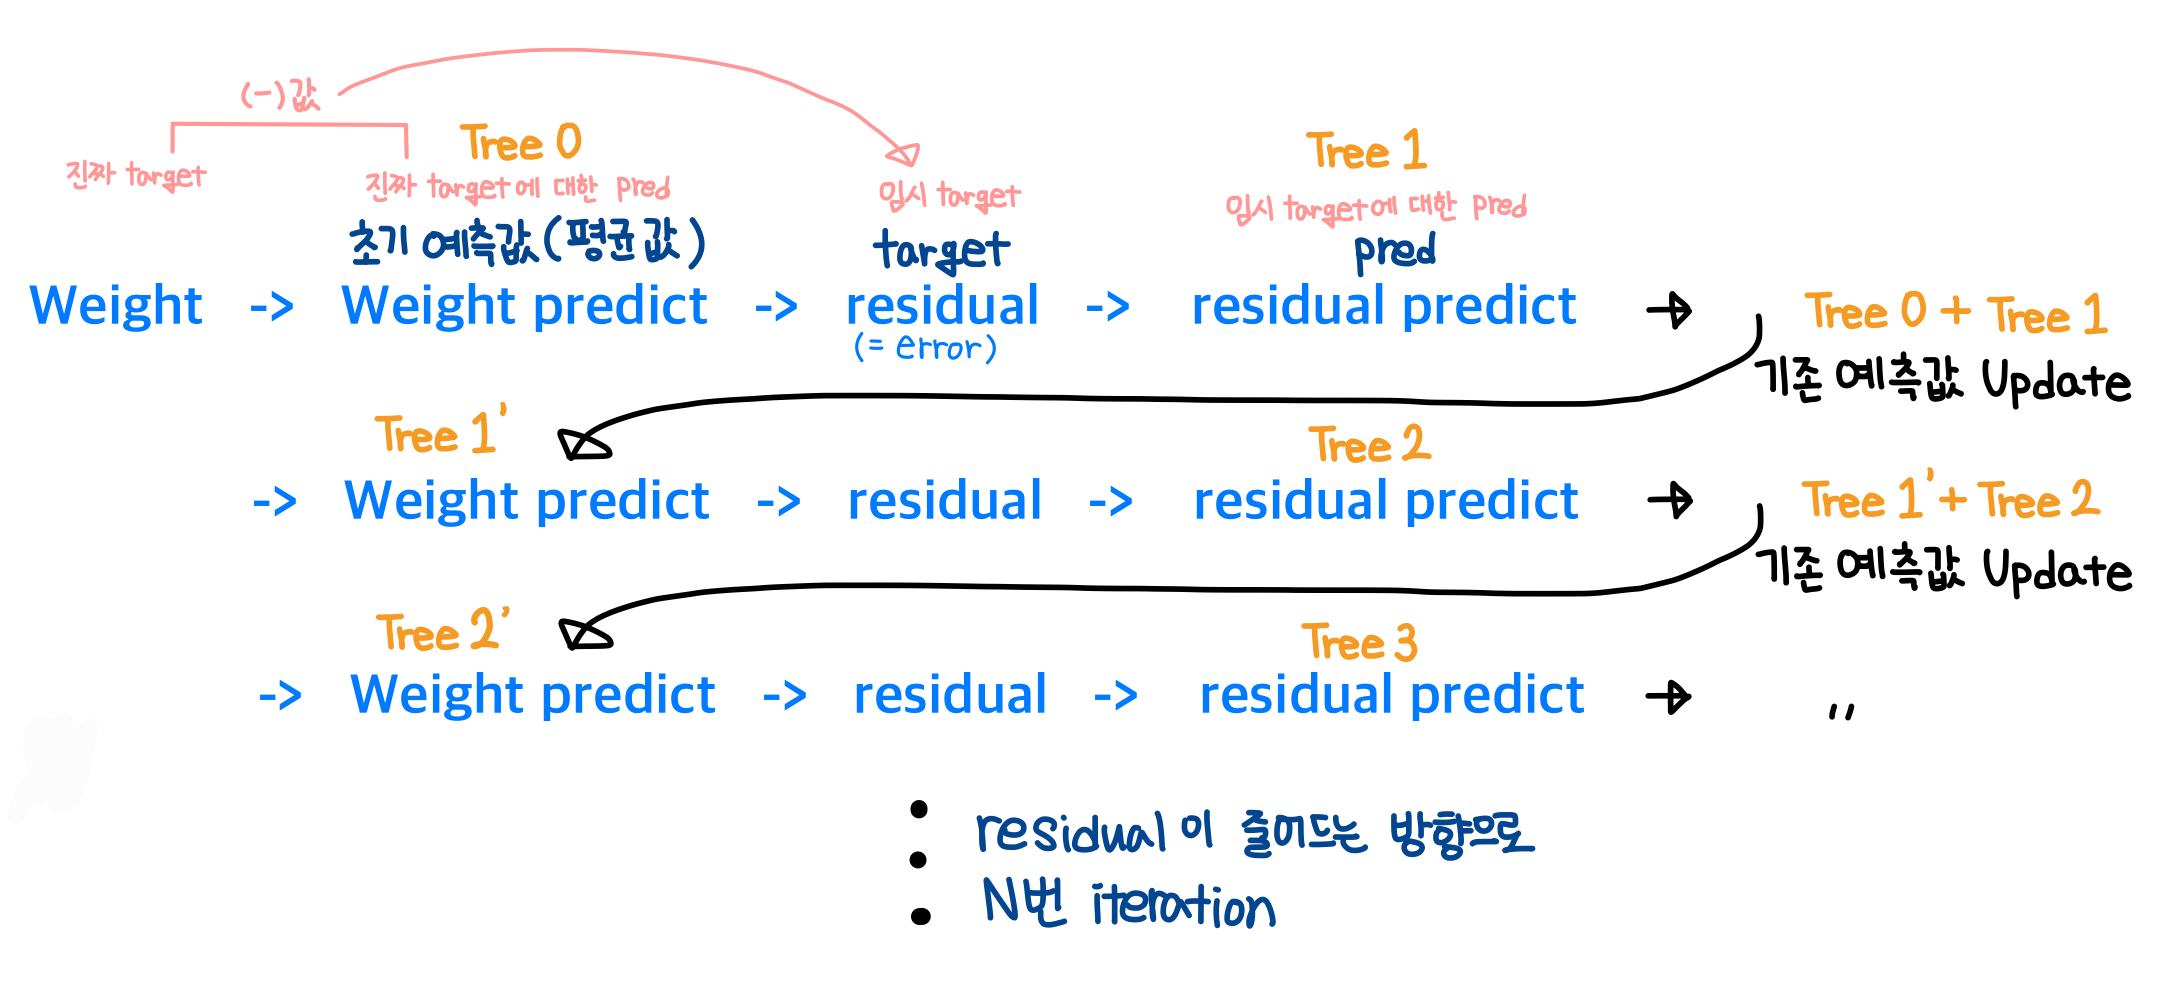 (-)값
진짜 target
Tree 0
진짜 target에 대한 pred
초기 예측값(평균값)
임시 target
target
Tree 1
임시 target에 대한 pred
pred
Weight -> Weight predict -> residual -> residual predict → Tree 0 + Tree 1
(= error)
기존 예측값 Update
Tree 1'
Tree 2
-> Weight predict -> residual -> residual predict → Tree 1' + Tree 2
기존 예측값 Update
Tree 2'
Tree 3
-> Weight predict -> residual -> residual predict → 〃
residual이 줄어드는 방향으로
N번 iteration